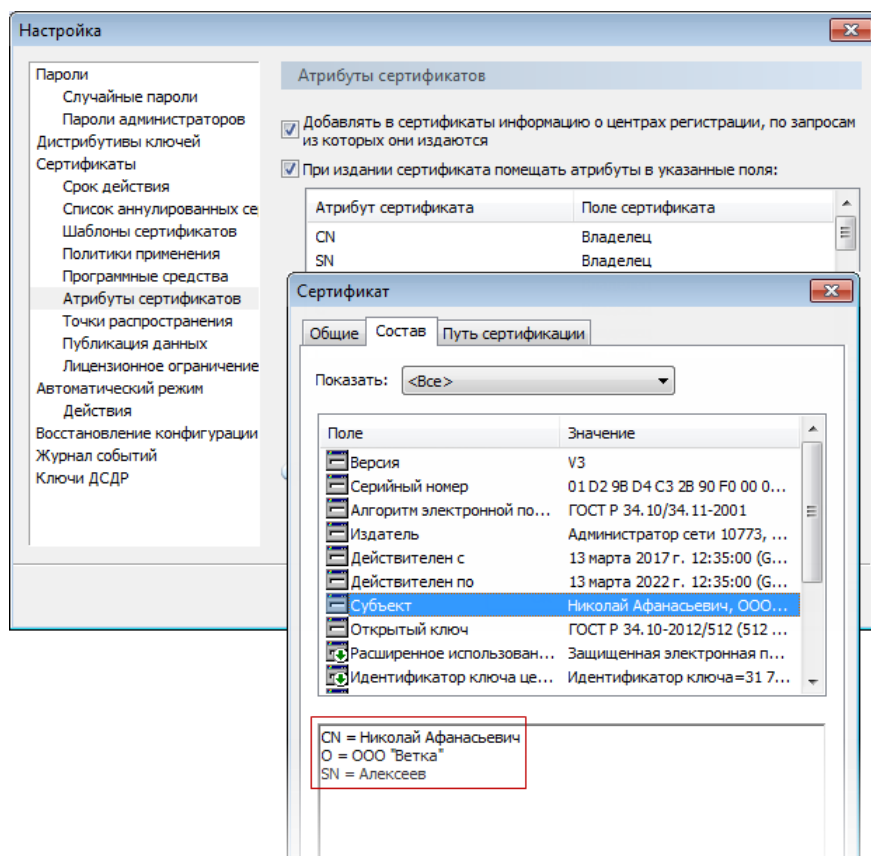 Настройка
Пароли
Случайные пароли
Пароли администраторов
Дистрибутивы ключей
Сертификаты
Срок действия
Список аннулированных се
Шаблоны сертификатов
Политики применения
Программные средства
Атрибуты сертификатов
Точки распространения
Публикация данных
Лицензионное ограничение
Автоматический режим
Действия
Восстановление конфигурации
Журнал событий
Ключи ДСДР
Атрибуты сертификатов
Добавлять в сертификаты информацию о центрах регистрации, по запросам
из которых они издаются
При издании сертификата помещать атрибуты в указанные поля:
Атрибут сертификата Поле сертификата
CN Владелец
SN Владелец
Сертификат
Общие Состав Путь сертификации
Показать: <Все>
Поле Значение
Версия V3
Серийный номер 01 D2 9B D4 C3 2B 90 F0 00 0...
Алгоритм электронной по... ГОСТ Р 34.10/34.11-2001
Издатель Администратор сети 10773, ...
Действителен с 13 марта 2017 г. 12:35:00 (G...
Действителен по 13 марта 2022 г. 12:35:00 (G...
Субъект Николай Афанасьевич, ООО...
Открытый ключ ГОСТ Р 34.10-2012/512 (512 ...
Расширенное использован... Защищенная электронная п...
Идентификатор ключа це... Идентификатор ключа=31 7...
CN = Николай Афанасьевич
O = ООО "Ветка"
SN = Алексеев